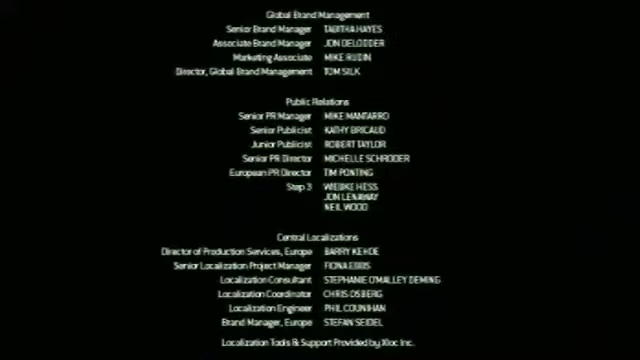 Global Brand Management
Senior Brand Manager TABITHA HAYES
Associate Brand Manager JON DELODDER
Marketing Associate MIKE RUDIN
Director, Global Brand Management TOM SILK
Public Relations
Senior PR Manager MIKE MANTARRO
Senior Publicist KATHY BRICAUD
Junior Publicist ROBERT TAYLOR
Senior PR Director MICHELLE SCHRODER
European PR Director TIM PONTING
Step 3 WIEBKE HESS
JON LENAWAY
NEIL WOOD
Central Localizations
Director of Production Services, Europe BARRY KEHOE
Senior Localization Project Manager FIONA EBBS
Localization Consultant STEPHANIE O'MALLEY DEMING
Localization Coordinator CHRIS OSBERG
Localization Engineer PHIL COUNIHAN
Brand Manager, Europe STEFAN SEIDEL
Localization Tools & Support Provided by Xloc Inc.